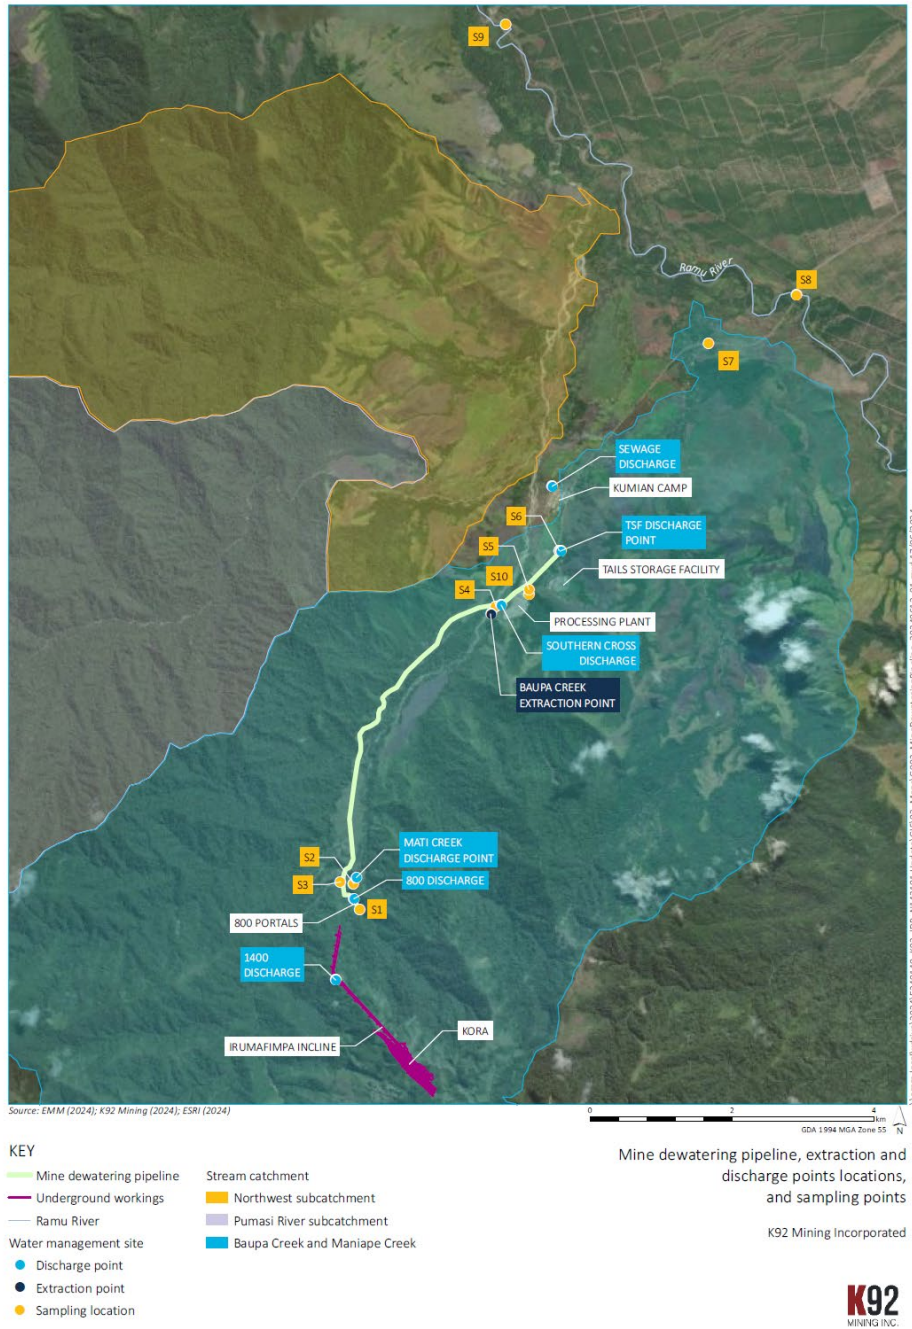 S9
Ramu River
S8
S7
SEWAGE
DISCHARGE
KUMIAN CAMP
S6
TSF DISCHARGE
POINT
S5
TAILS STORAGE FACILITY
S10
S4
PROCESSING PLANT
SOUTHERN CROSS
DISCHARGE
BAUPA CREEK
EXTRACTION POINT
MATI CREEK
DISCHARGE POINT
S2
S3
800 DISCHARGE
S1
800 PORTALS
1400
DISCHARGE
KORA
IRUMAFIMPA INCLINE
Source: EMM (2024); K92 Mining (2024); ESRI (2024)
0 2 4
km
GDA 1994 MGA Zone 55
N
KEY
Mine dewatering pipeline
Underground workings
Ramu River
Water management site
Discharge point
Extraction point
Sampling location
Stream catchment
Northwest subcatchment
Pumasi River subcatchment
Baupa Creek and Maniape Creek
Mine dewatering pipeline, extraction and
discharge points locations,
and sampling points
K92 Mining Incorporated
K92
MINING INC.